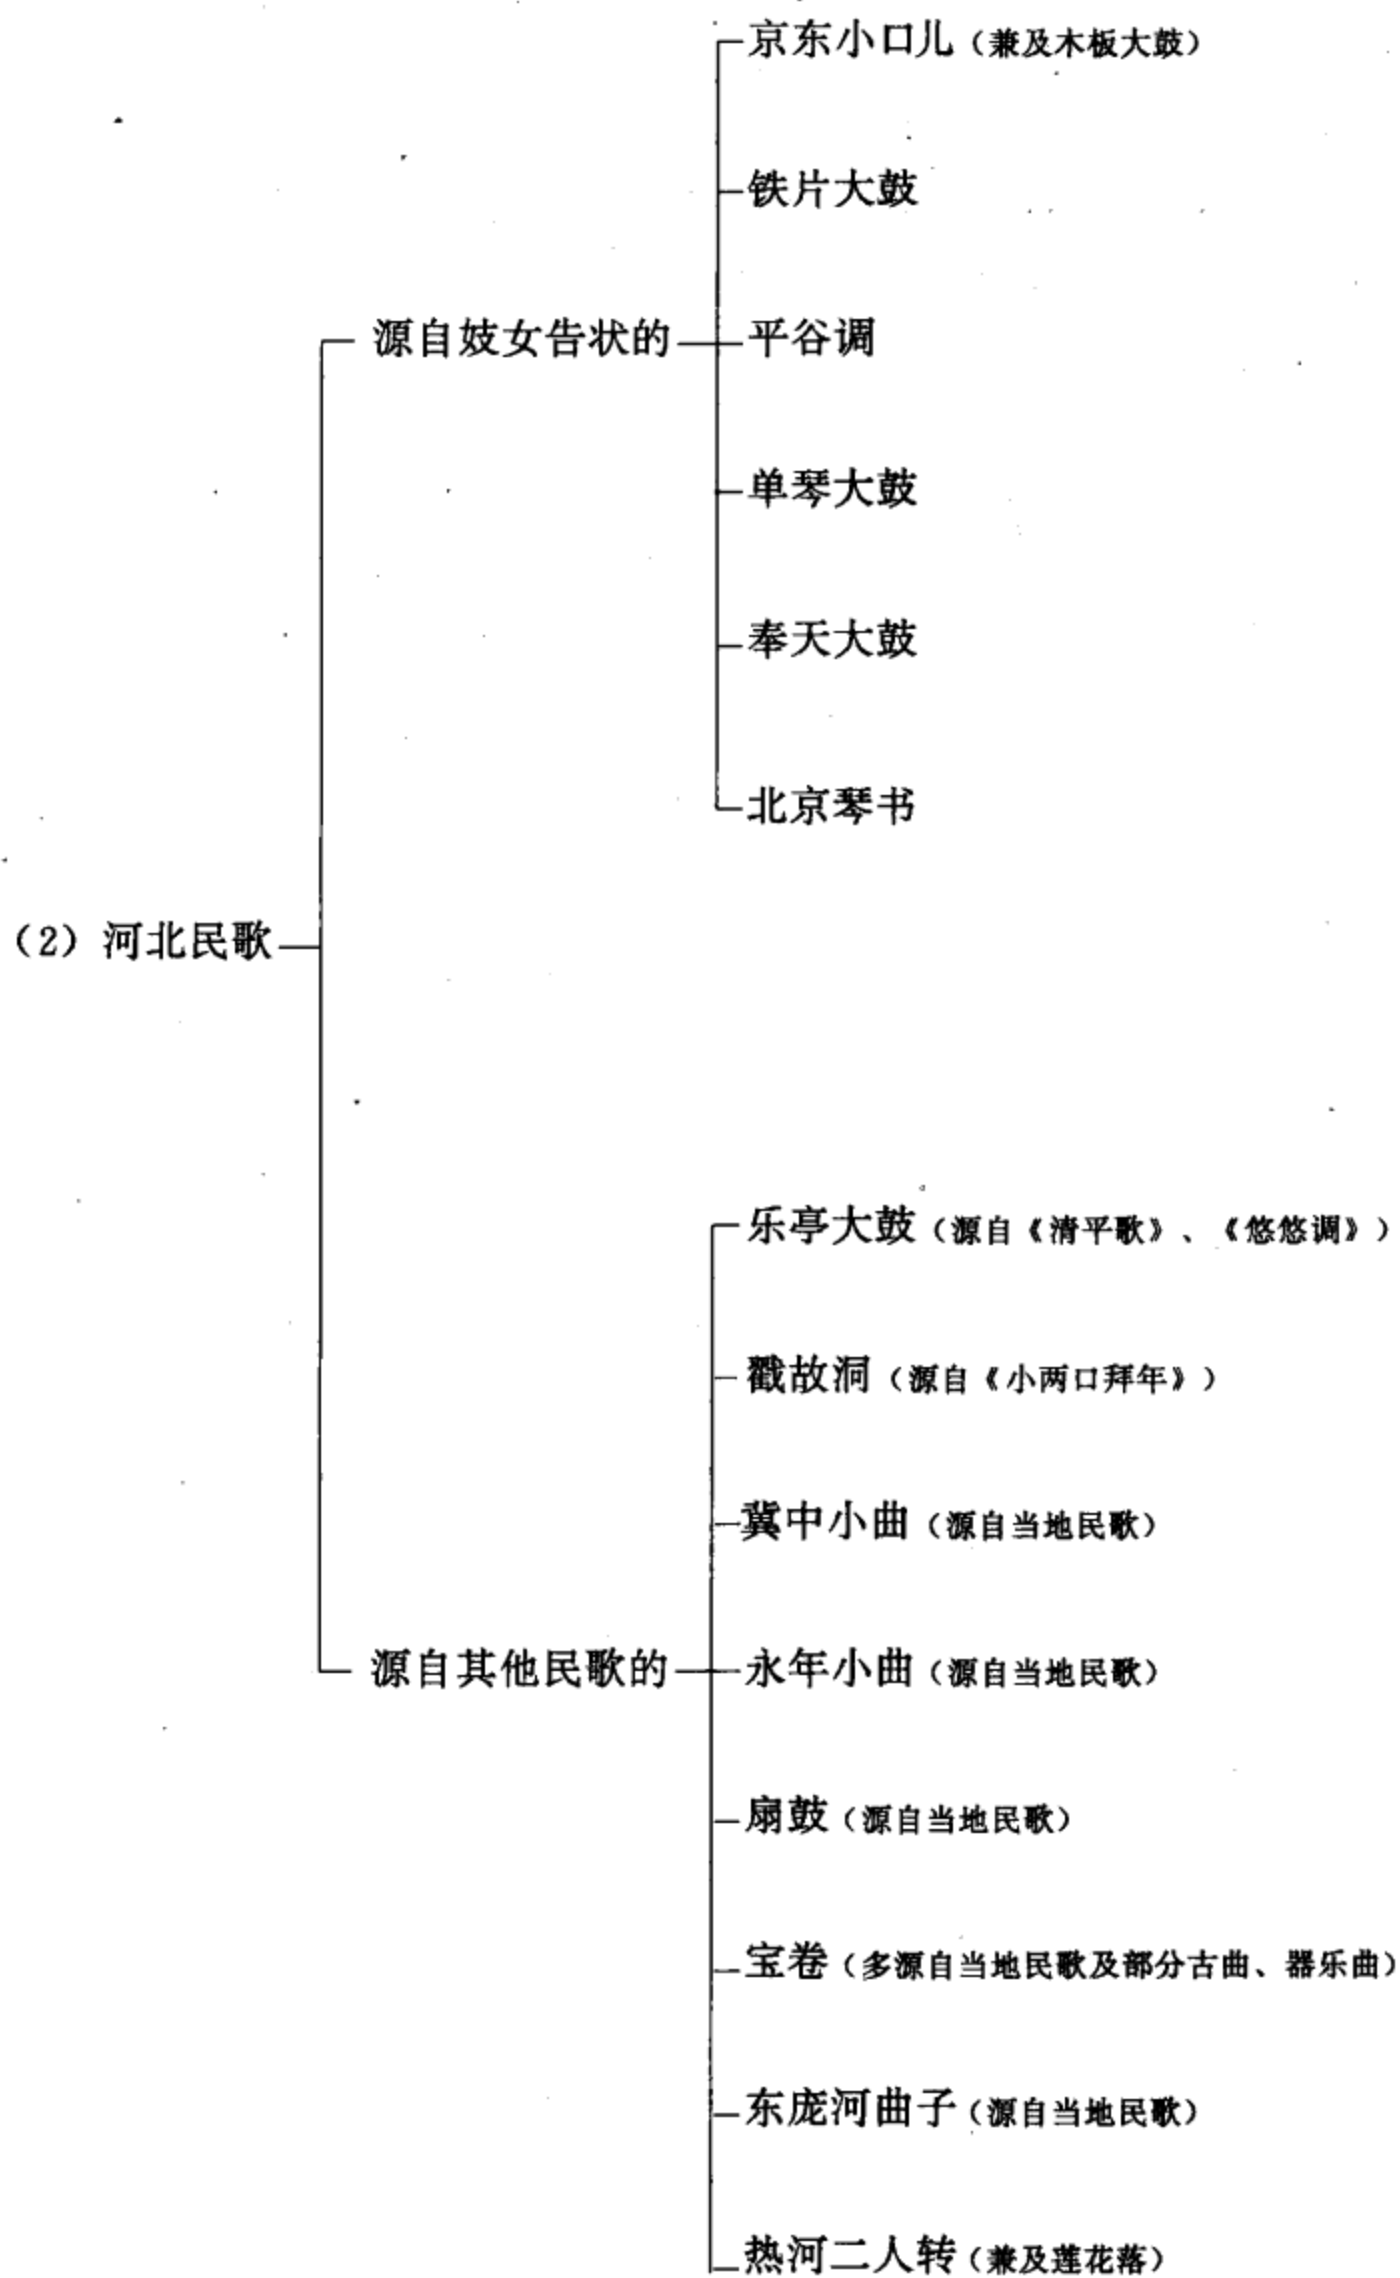 京东小口儿（兼及木板大鼓）
铁片大鼓
源自妓女告状的
平谷调
单琴大鼓
奉天大鼓
北京琴书
（2）河北民歌
乐亭大鼓（源自《清平歌》、《悠悠调》）
戳故洞（源自《小两口拜年》）
冀中小曲（源自当地民歌）
源自其他民歌的
永年小曲（源自当地民歌）
扇鼓（源自当地民歌）
宝卷（多源自当地民歌及部分古曲、器乐曲）
东庞河曲子（源自当地民歌）
热河二人转（兼及莲花落）